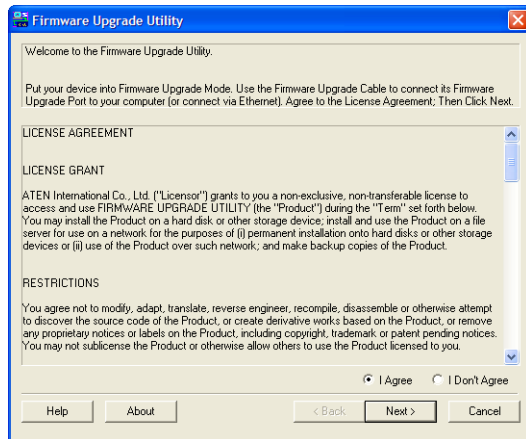 Firmware Upgrade Utility
Welcome to the Firmware Upgrade Utility.
Put your device into Firmware Upgrade Mode. Use the Firmware Upgrade Cable to connect its Firmware
Upgrade Port to your computer (or connect via Ethernet). Agree to the License Agreement; Then Click Next.
LICENSE AGREEMENT
LICENSE GRANT
ATEN International Co., Ltd. ("Licensor") grants to you a non-exclusive, non-transferable license to
access and use FIRMWARE UPGRADE UTILITY (the "Product") during the "Term" set forth below.
You may install the Product on a hard disk or other storage device; install and use the Product on a file
server for use on a network for the purposes of (i) permanent installation onto hard disks or other storage
devices or (ii) use of the Product over such network; and make backup copies of the Product.
RESTRICTIONS
You agree not to modify, adapt, translate, reverse engineer, recompile, disassemble or otherwise attempt
to discover the source code of the Product, or create derivative works based on the Product, or remove
any proprietary notices or labels on the Product, including copyright, trademark or patent pending notices.
You may not sublicense the Product or otherwise allow others to use the Product licensed to you.
I Agree I Don't Agree
Help About < Back Next > Cancel